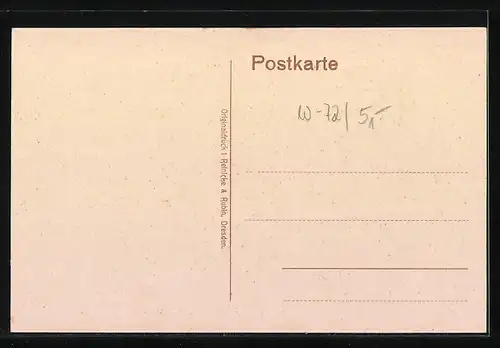 Postkarte
W-72/ 5,-
Originaldruck: Reinicke & Rubin, Dresden.